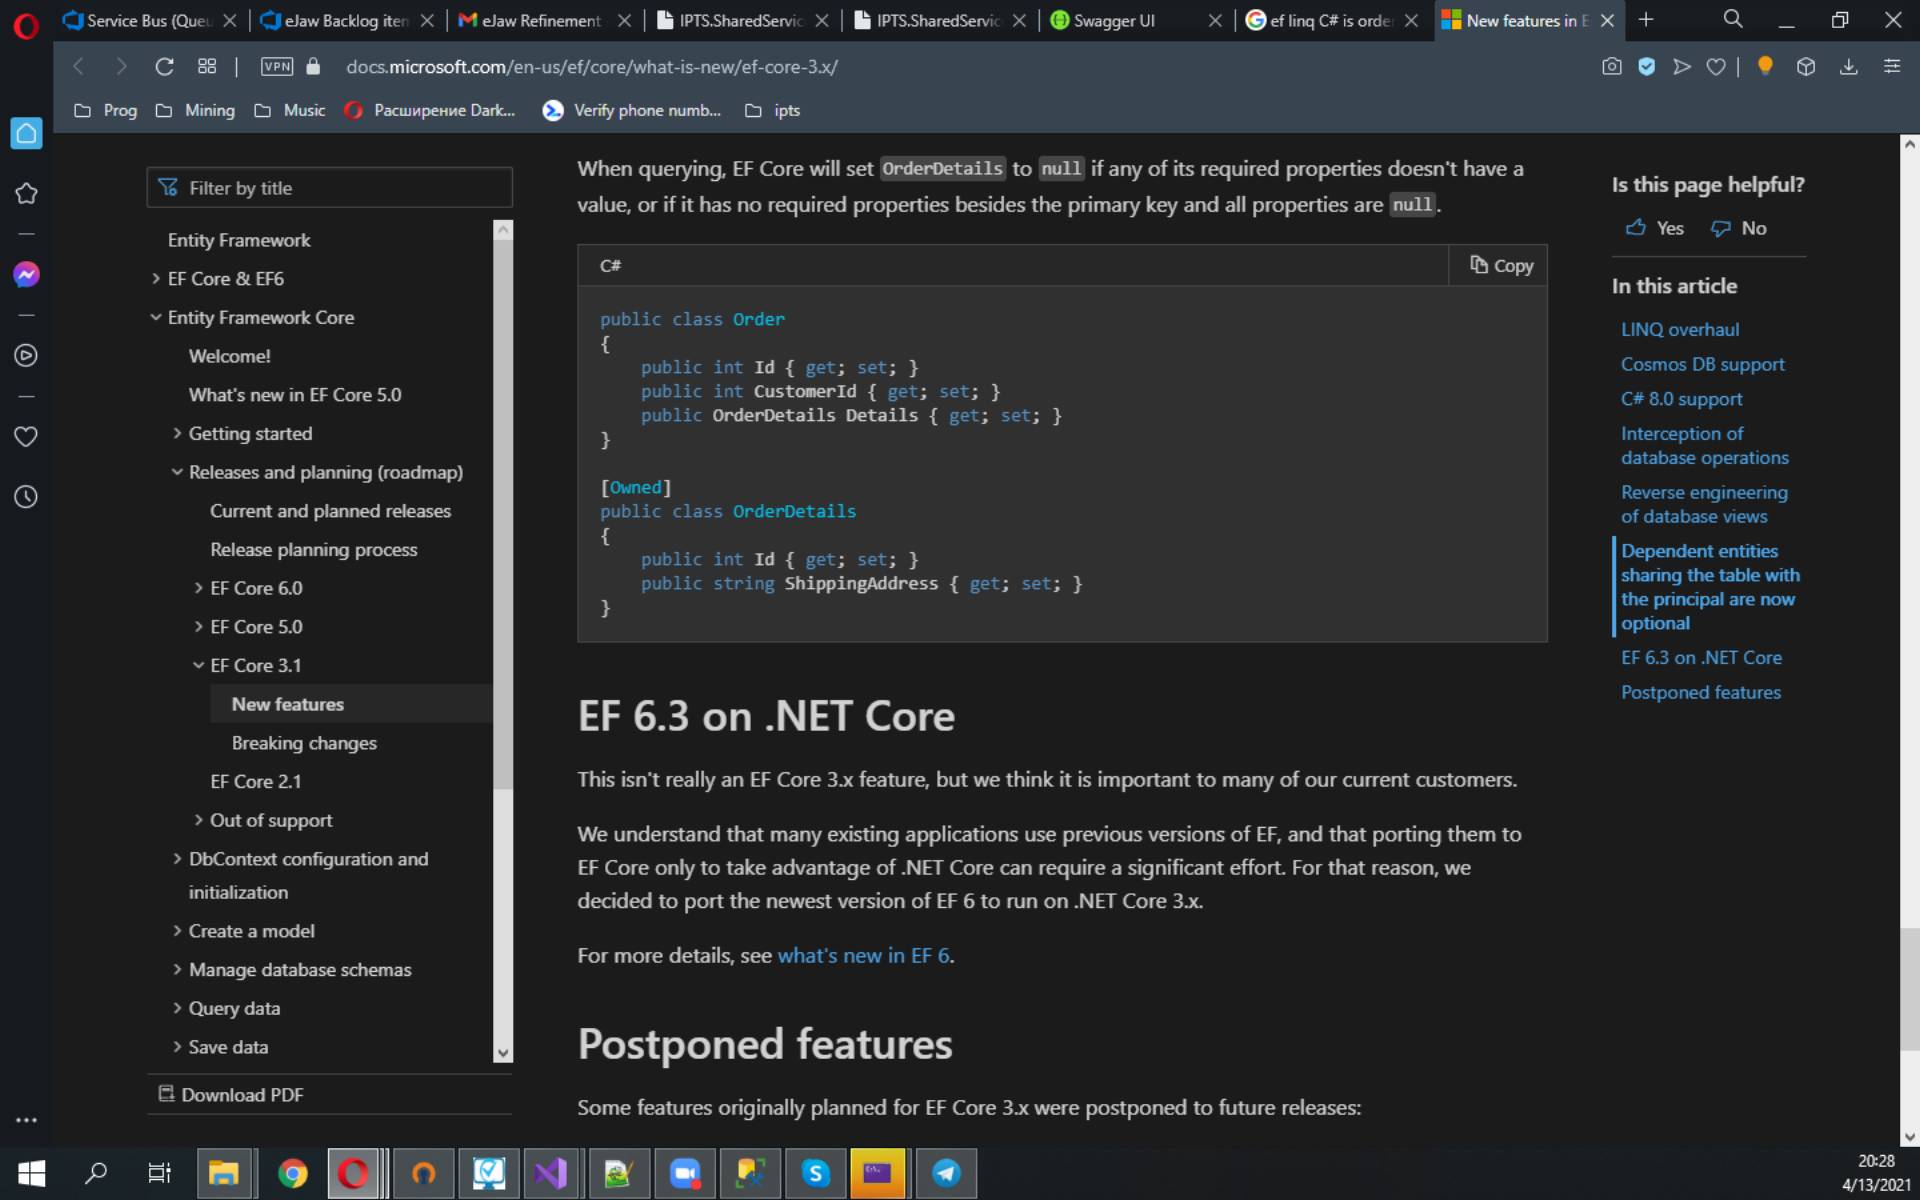 Service Bus (Queu
eJaw Backlog iter
eJaw Refinement
IPTS.SharedServic
IPTS.SharedServic
Swagger UI
ef linq C# is orde
New features in E
VPN
docs.microsoft.com/en-us/ef/core/what-is-new/ef-core-3.x/
Prog
Mining
Music
Расширение Dark...
Verify phone numb...
ipts
Filter by title
Entity Framework
EF Core & EF6
Entity Framework Core
Welcome!
What's new in EF Core 5.0
Getting started
Releases and planning (roadmap)
Current and planned releases
Release planning process
EF Core 6.0
EF Core 5.0
EF Core 3.1
New features
Breaking changes
EF Core 2.1
Out of support
DbContext configuration and
initialization
Create a model
Manage database schemas
Query data
Save data
Download PDF
When querying, EF Core will set OrderDetails to null if any of its required properties doesn't have a
value, or if it has no required properties besides the primary key and all properties are null.
C#
Copy
public class Order
{
    public int Id { get; set; }
    public int CustomerId { get; set; }
    public OrderDetails Details { get; set; }
}
[Owned]
public class OrderDetails
{
    public int Id { get; set; }
    public string ShippingAddress { get; set; }
}
EF 6.3 on .NET Core
This isn't really an EF Core 3.x feature, but we think it is important to many of our current customers.
We understand that many existing applications use previous versions of EF, and that porting them to
EF Core only to take advantage of .NET Core can require a significant effort. For that reason, we
decided to port the newest version of EF 6 to run on .NET Core 3.x.
For more details, see what's new in EF 6.
Postponed features
Some features originally planned for EF Core 3.x were postponed to future releases:
Is this page helpful?
Yes
No
In this article
LINQ overhaul
Cosmos DB support
C# 8.0 support
Interception of
database operations
Reverse engineering
of database views
Dependent entities
sharing the table with
the principal are now
optional
EF 6.3 on .NET Core
Postponed features
20:28
4/13/2021